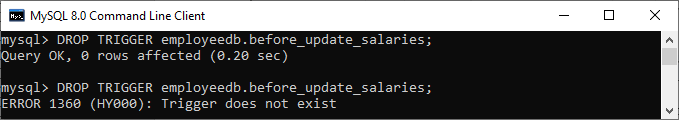 MySQL 8.0 Command Line Client
mysql> DROP TRIGGER employeedb.before_update_salaries;
Query OK, 0 rows affected (0.20 sec)
mysql> DROP TRIGGER employeedb.before_update_salaries;
ERROR 1360 (HY000): Trigger does not exist